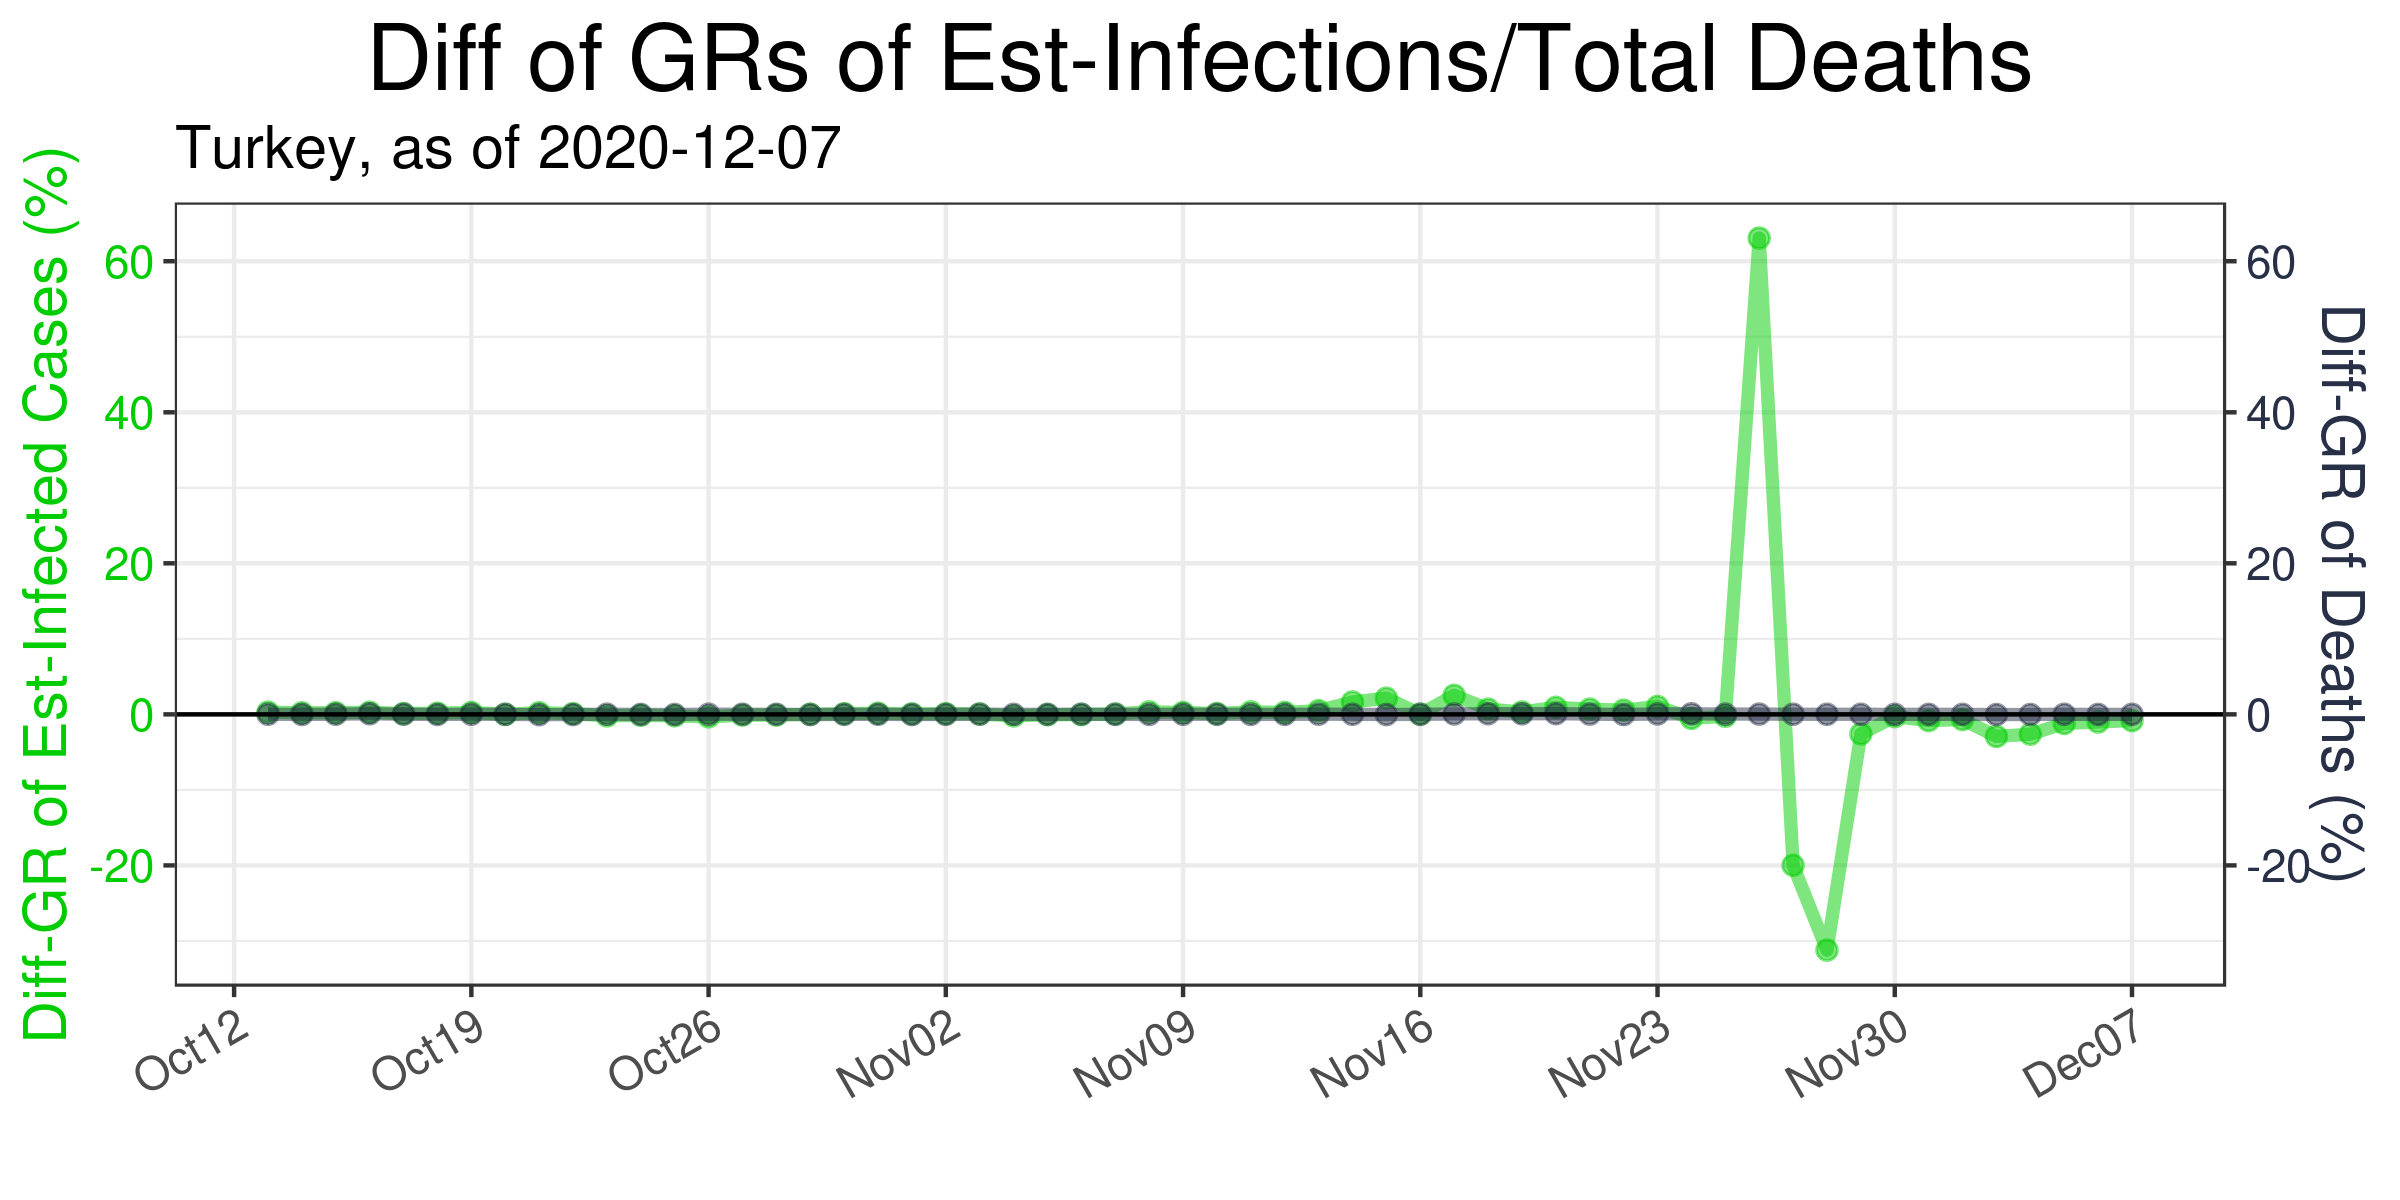 Diff of GRs of Est-Infections/Total Deaths
Turkey, as of 2020-12-07
Diff-GR of Est-Infected Cases (%)
60
40
20
0
-20
60
40
20
0
-20
Diff-GR of Deaths (%)
Oct12
Oct19
Oct26
Nov02
Nov09
Nov16
Nov23
Nov30
Dec07